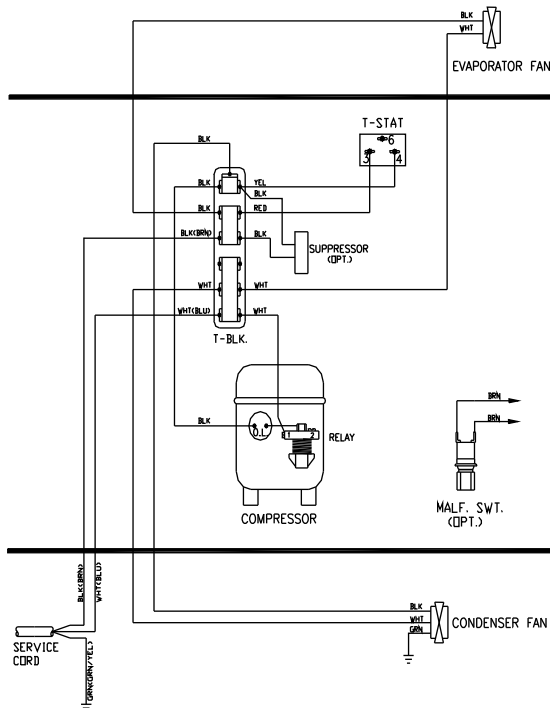 BLK
WHT
EVAPORATOR FAN
T-STAT
6
3 4
BLK
BLK YEL
BLK
BLK RED
BLK(BRN) BLK
SUPPRESSOR
(OPT.)
WHT WHT
WHT(BLU) WHT
T-BLK.
BLK
O.L.
1 2
RELAY
COMPRESSOR
BRN
BRN
MALF. SWT.
(OPT.)
BLK(BRN)
WHT(BLU)
BLK
WHT
GRN
CONDENSER FAN
SERVICE
CORD
GRN(GRN/YEL)